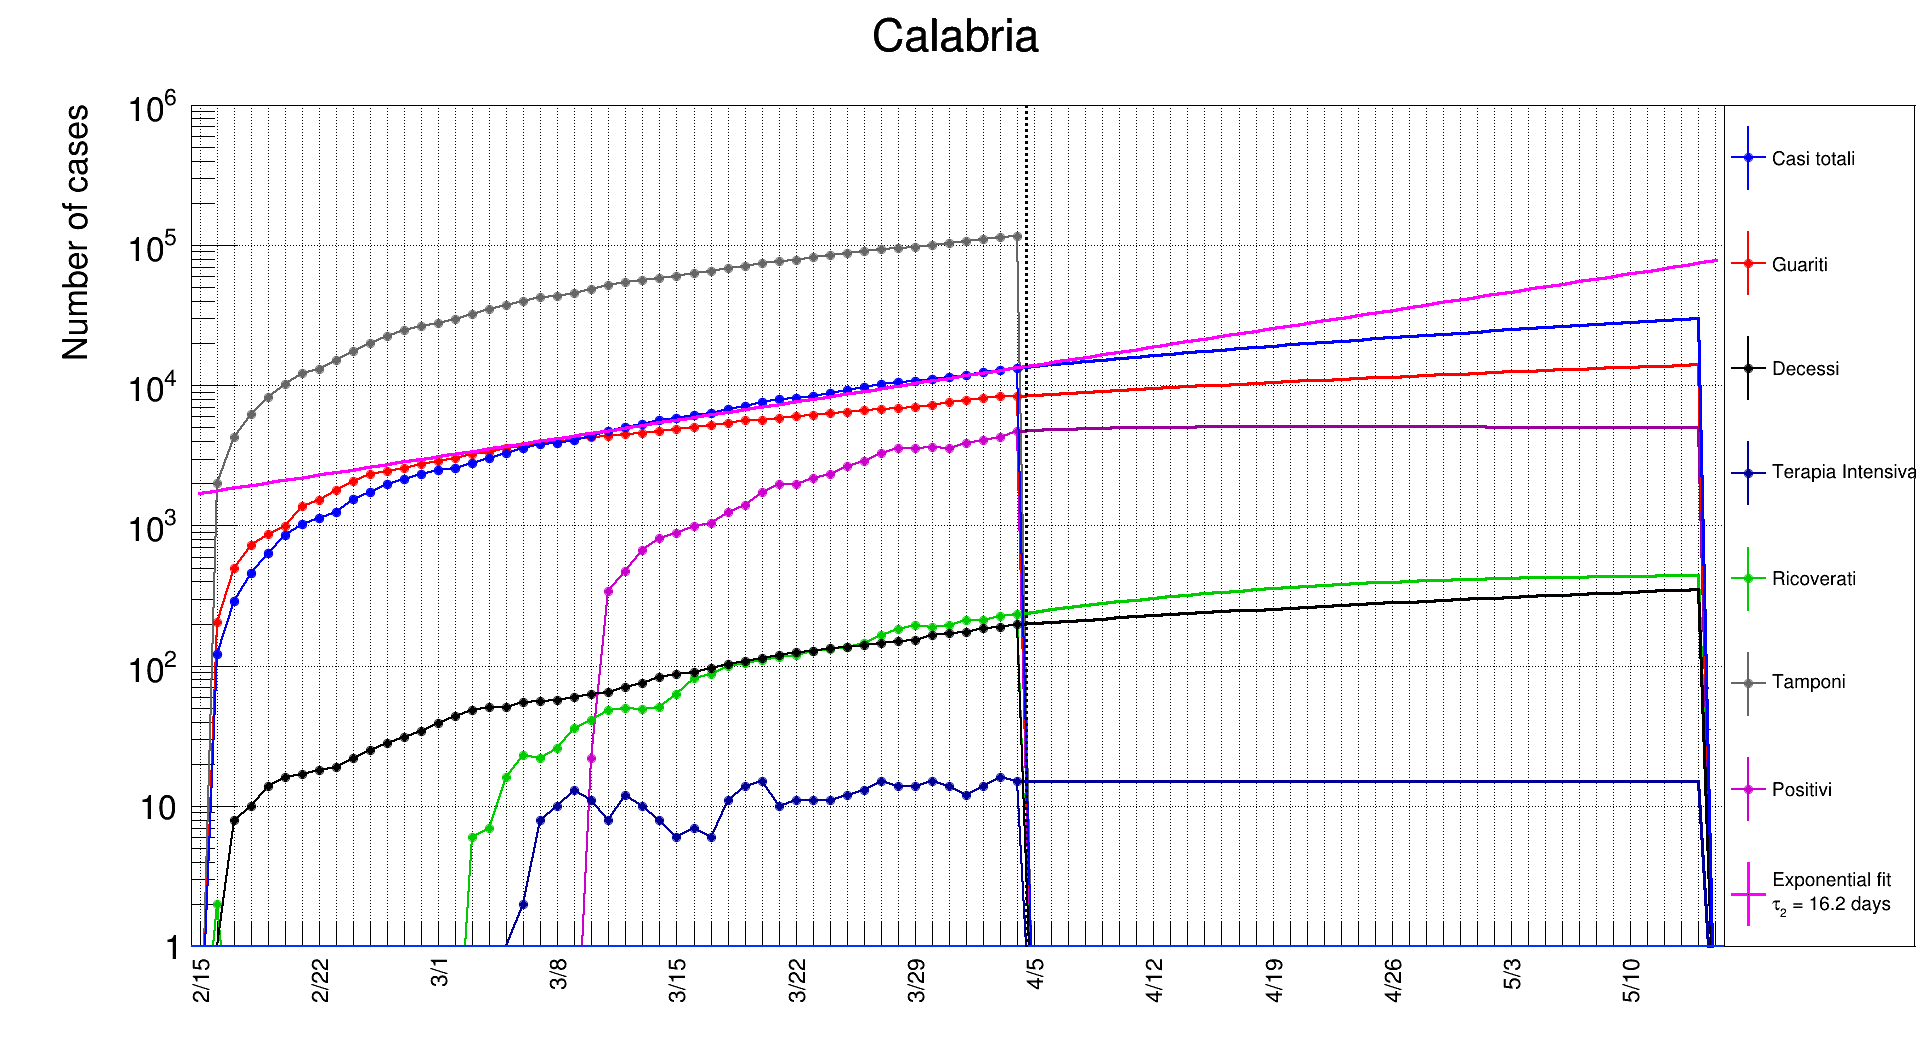 Calabria
Number of cases
10^6
10^5
10^4
10^3
10^2
10
1
2/15
2/22
3/1
3/8
3/15
3/22
3/29
4/5
4/12
4/19
4/26
5/3
5/10
Casi totali
Guariti
Decessi
Terapia Intensiva
Ricoverati
Tamponi
Positivi
Exponential fit
τ₂ = 16.2 days